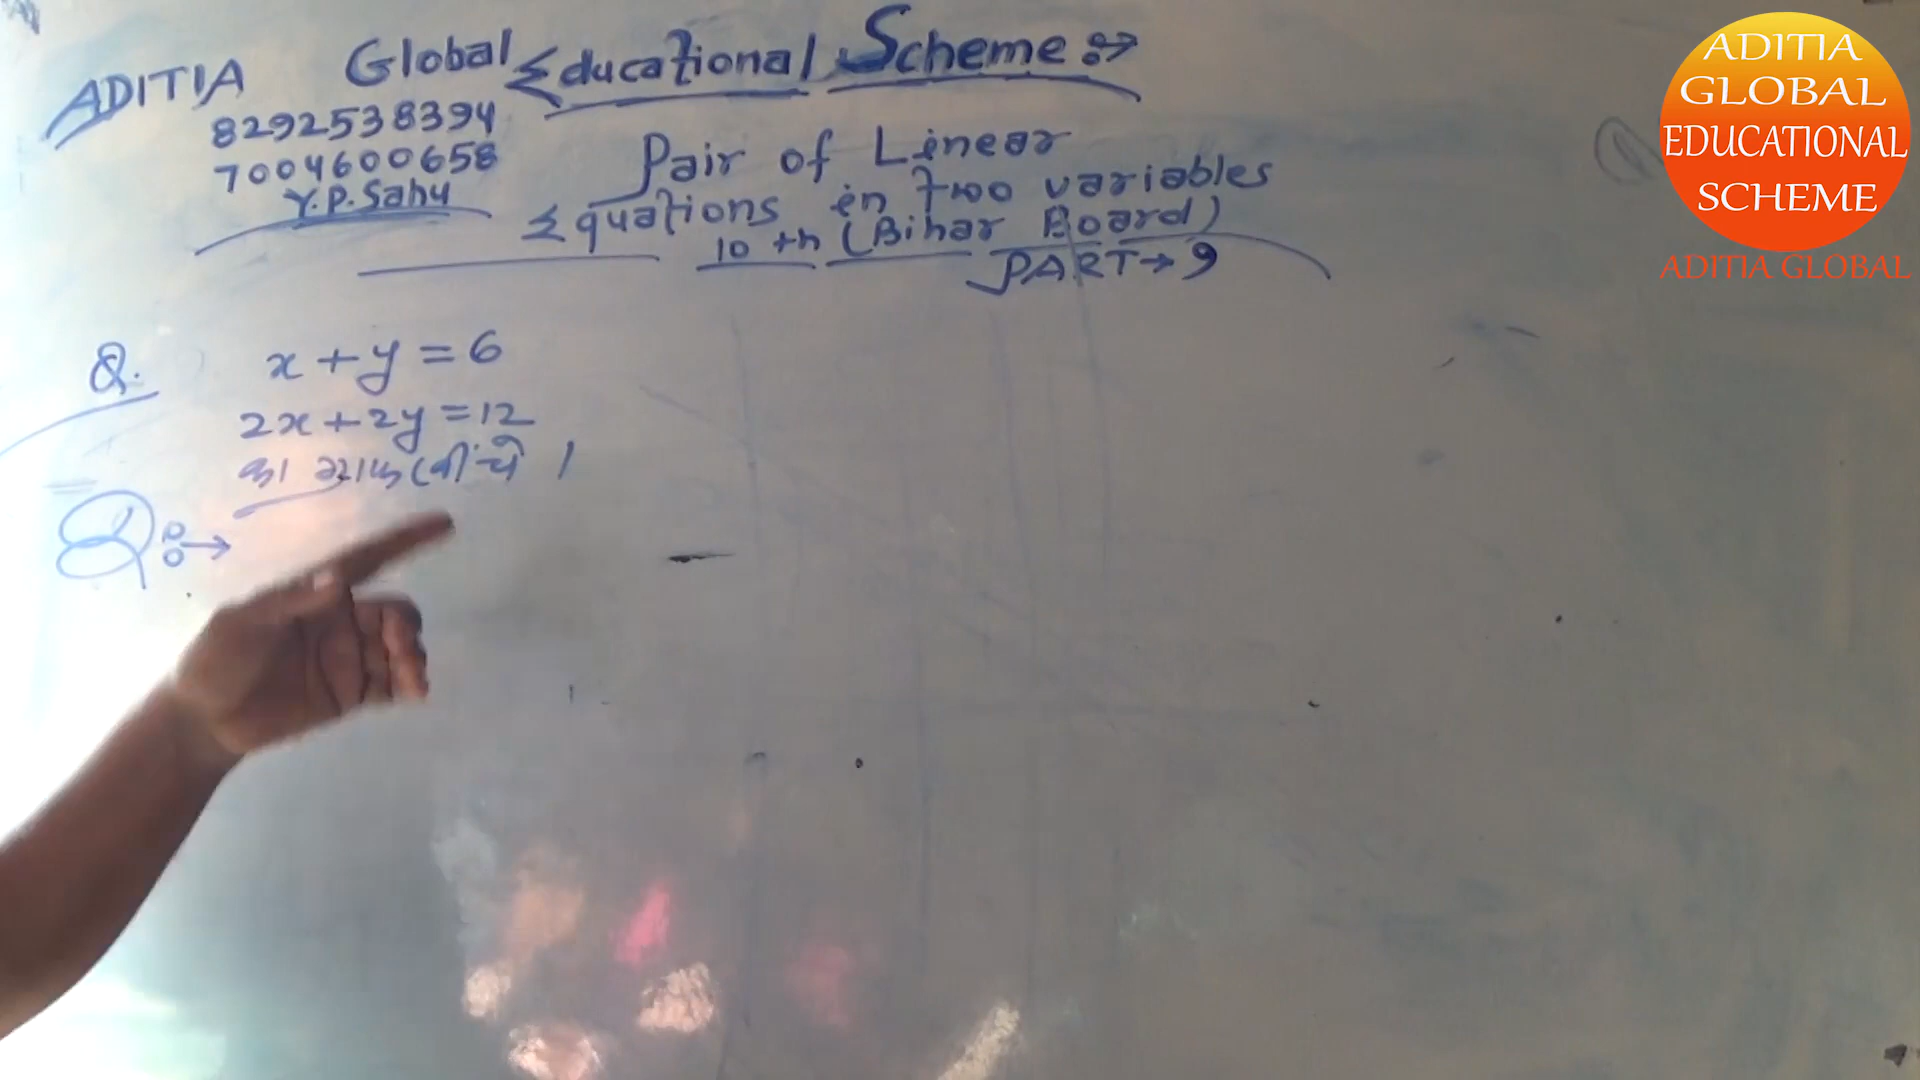 ADITIA Global Educational Scheme :→
8292538394
7004600658
Y.P.Sahu
Pair of Linear
Equations in two variables
10 th (Bihar Board)
PART → 9
Q. x + y = 6
2x + 2y = 12
का ग्राफ खींचे ।
ADITIA
GLOBAL
EDUCATIONAL
SCHEME
ADITIA GLOBAL